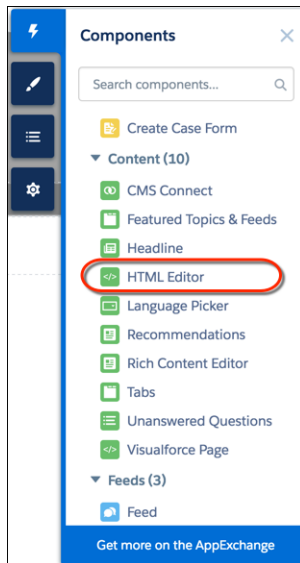 Components
Search components...
Create Case Form
Content (10)
CMS Connect
Featured Topics & Feeds
Headline
HTML Editor
Language Picker
Recommendations
Rich Content Editor
Tabs
Unanswered Questions
Visualforce Page
Feeds (3)
Feed
Get more on the AppExchange